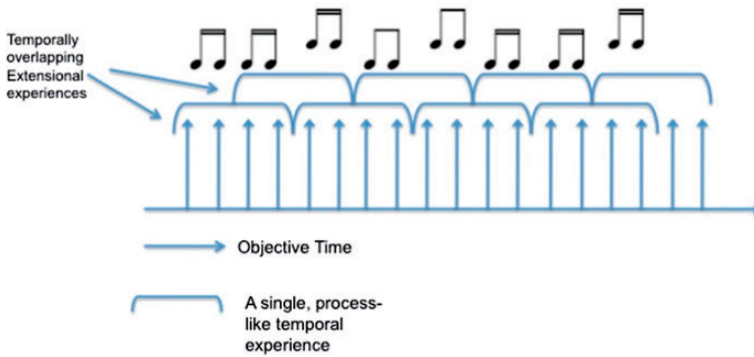 Temporally
overlapping
Extensional
experiences
Objective Time
A single, process-
like temporal
experience